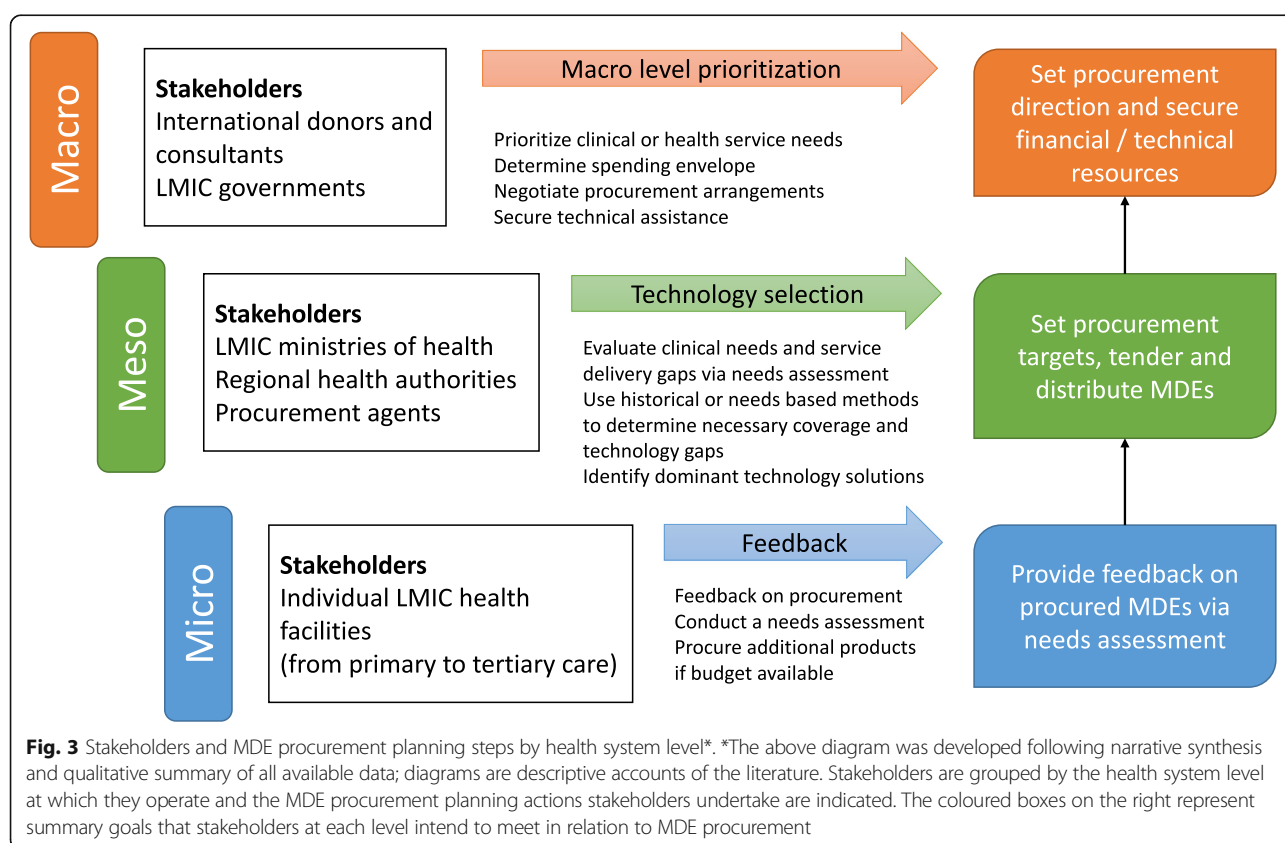 Macro
Stakeholders
International donors and
consultants
LMIC governments
Macro level prioritization
Prioritize clinical or health service needs
Determine spending envelope
Negotiate procurement arrangements
Secure technical assistance
Set procurement
direction and secure
financial / technical
resources
Meso
Stakeholders
LMIC ministries of health
Regional health authorities
Procurement agents
Technology selection
Evaluate clinical needs and service
delivery gaps via needs assessment
Use historical or needs based methods
to determine necessary coverage and
technology gaps
Identify dominant technology solutions
Set procurement
targets, tender and
distribute MDEs
Micro
Stakeholders
Individual LMIC health
facilities
(from primary to tertiary care)
Feedback
Feedback on procurement
Conduct a needs assessment
Procure additional products
if budget available
Provide feedback on
procured MDEs via
needs assessment
Fig. 3 Stakeholders and MDE procurement planning steps by health system level*. *The above diagram was developed following narrative synthesis
and qualitative summary of all available data; diagrams are descriptive accounts of the literature. Stakeholders are grouped by the health system level
at which they operate and the MDE procurement planning actions stakeholders undertake are indicated. The coloured boxes on the right represent
summary goals that stakeholders at each level intend to meet in relation to MDE procurement